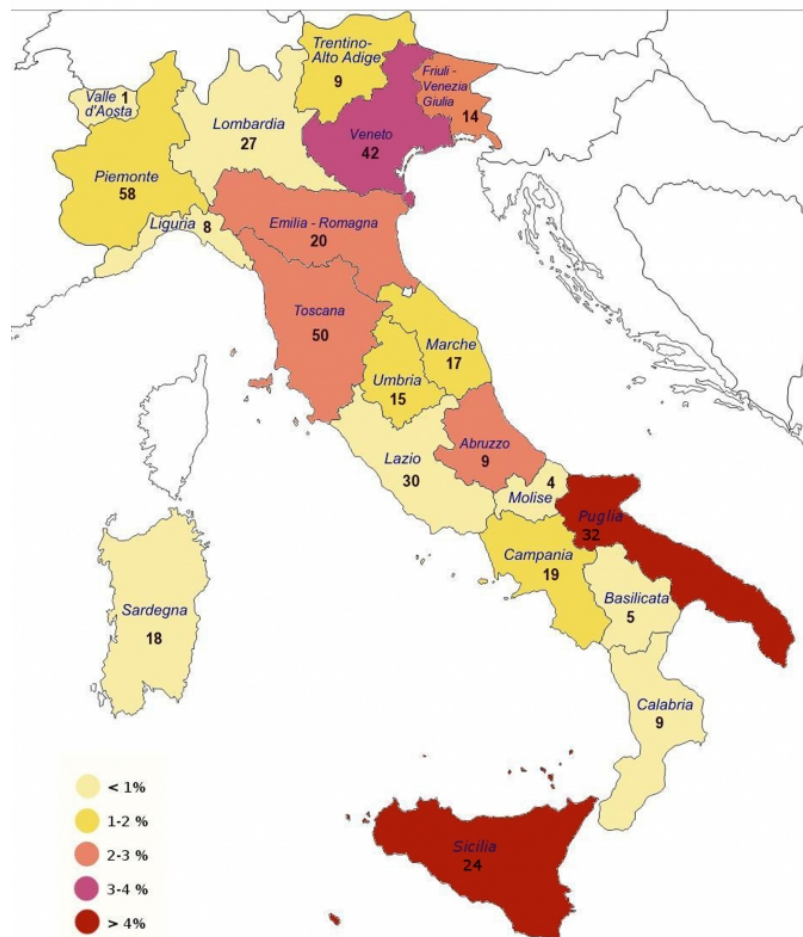 Trentino-
Alto Adige
9
Friuli -
Venezia
Giulia
14
Valle
d'Aosta
1
Lombardia
27
Veneto
42
Piemonte
58
Liguria
8
Emilia - Romagna
20
Toscana
50
Marche
17
Umbria
15
Abruzzo
9
Lazio
30
4
Molise
Puglia
32
Campania
19
Basilicata
5
Sardegna
18
Calabria
9
Sicilia
24
< 1%
1-2 %
2-3 %
3-4 %
> 4%